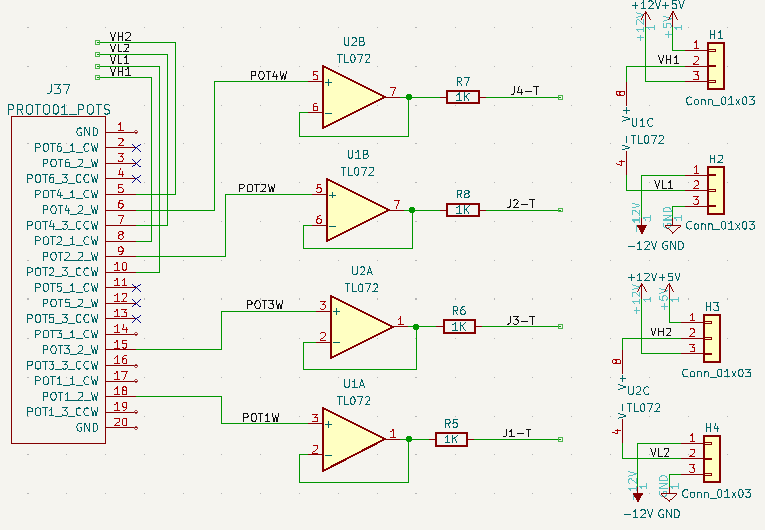 VH2
VL2
VL1
VH1
J37
PROTO01_POTS
GND 1
POT6_1_CW 2
POT6_2_W 3
POT6_3_CCW 4
POT4_1_CW 5
POT4_2_W 6
POT4_3_CCW 7
POT2_1_CW 8
POT2_2_W 9
POT2_3_CCW 10
POT5_1_CW 11
POT5_2_W 12
POT5_3_CCW 13
POT3_1_CW 14
POT3_2_W 15
POT3_3_CCW 16
POT1_1_CW 17
POT1_2_W 18
POT1_3_CCW 19
GND 20
U2B
TL072
POT4W 5 + 7
6 −
R7
1K
J4-T
U1B
TL072
POT2W 5 + 7
6 −
R8
1K
J2-T
U2A
TL072
POT3W 3 + 1
2 −
R6
1K
J3-T
U1A
TL072
POT1W 3 + 1
2 −
R5
1K
J1-T
+12V +5V
+12V 1
+5V 1
H1
1
VH1 2
3
Conn_01x03
8
V+
U1C
V−
TL072
4
H2
1
VL1 2
3
-12V 1
GND 1
Conn_01x03
-12V GND
+12V +5V
+12V 1
+5V 1
H3
1
VH2 2
3
Conn_01x03
8
V+
U2C
V−
TL072
4
H4
1
VL2 2
3
-12V 1
GND 1
Conn_01x03
-12V GND